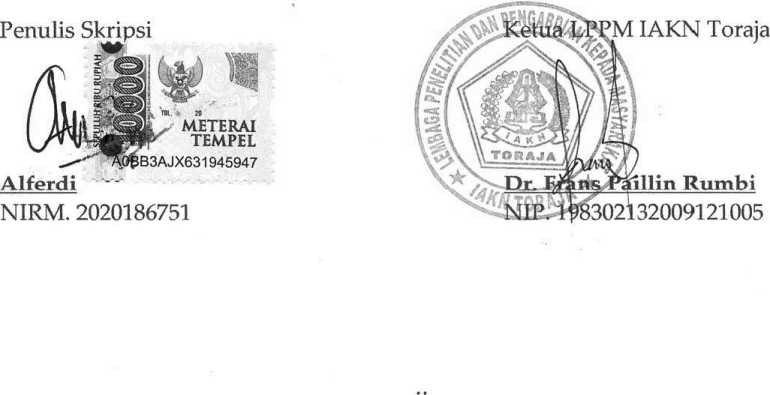 Penulis Skripsi
SEPULUH RIBU RUPIAH
10000
TGL. 20
METERAI
TEMPEL
A0BB3AJX631945947
Alferdi
NIRM. 2020186751
Ketua LPPM IAKN Toraja
LEMBAGA PENELITIAN DAN PENGABDIAN KEPADA MASYARAKAT
IAKN
TORAJA
IAKN TORAJA
Dr. Frans Paillin Rumbi
NIP. 198302132009121005